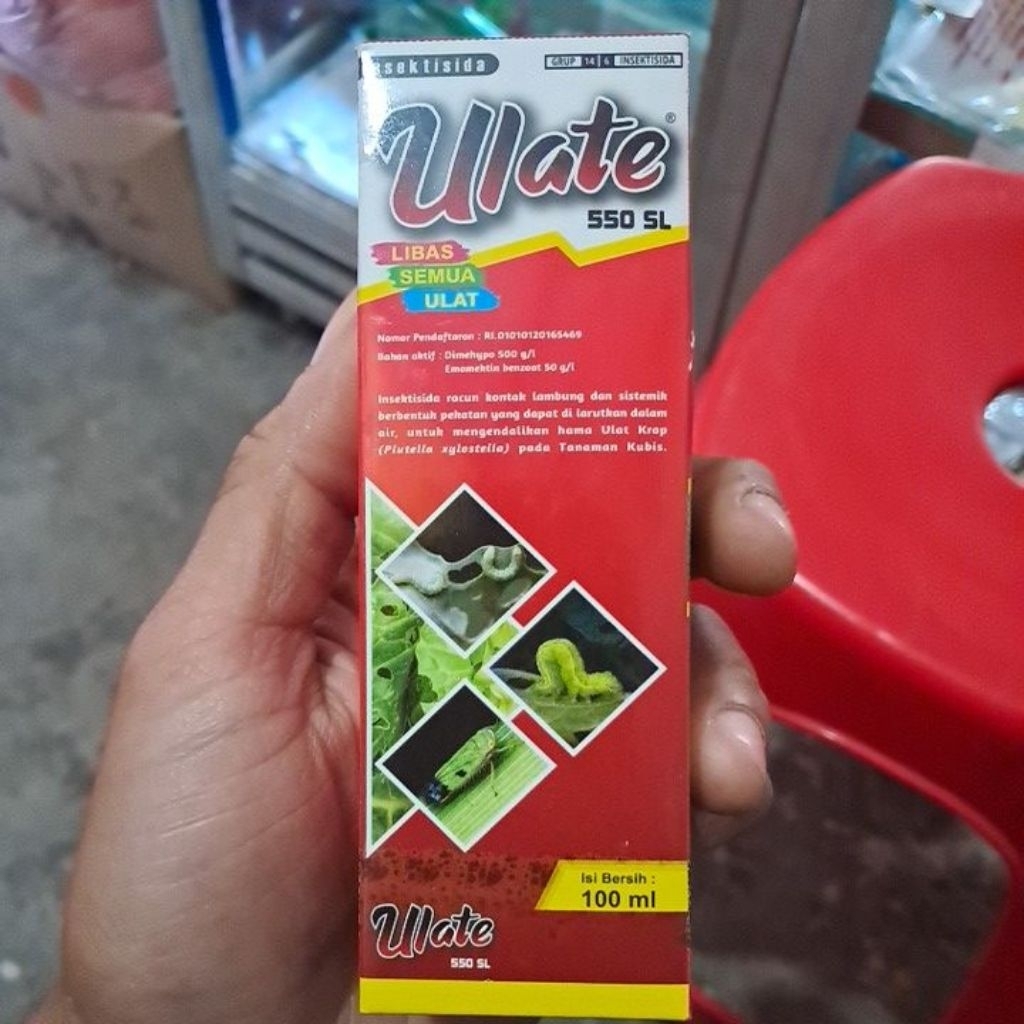 nsektisida
GRUP 14 6 INSEKTISIDA
Ulate®
550 SL
LIBAS
SEMUA
ULAT
Nomor Pendaftaran : RI.01010120165469
Bahan aktif : Dimehypo 500 g/l
Emamektin benzoat 50 g/l
Insektisida racun kontak lambung dan sistemik
berbentuk pekatan yang dapat di larutkan dalam
air, untuk mengendalikan hama Ulat Krop
(Plutella xylostella) pada Tanaman Kubis.
Isi Bersih :
100 ml
Ulate
550 SL